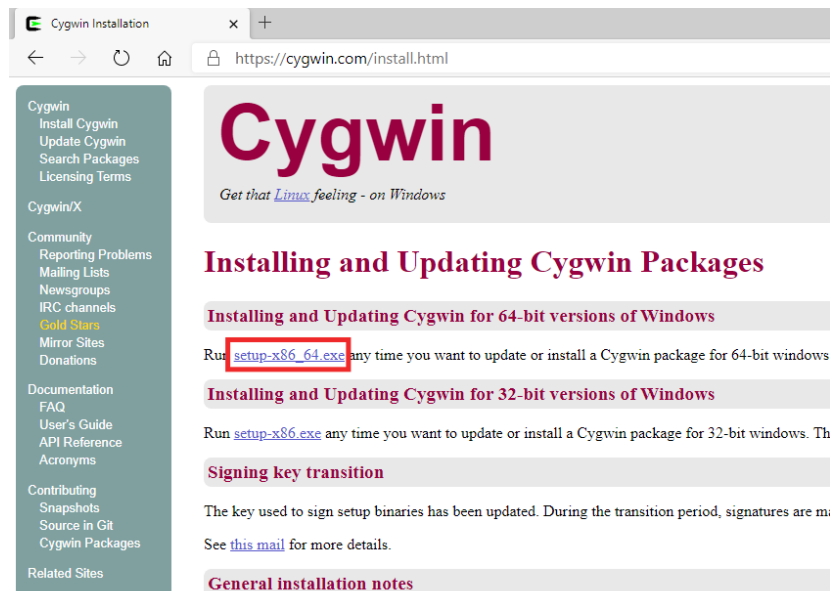 Cygwin Installation
https://cygwin.com/install.html
Cygwin
Install Cygwin
Update Cygwin
Search Packages
Licensing Terms
Cygwin/X
Community
Reporting Problems
Mailing Lists
Newsgroups
IRC channels
Gold Stars
Mirror Sites
Donations
Documentation
FAQ
User's Guide
API Reference
Acronyms
Contributing
Snapshots
Source in Git
Cygwin Packages
Related Sites
Cygwin
Get that Linux feeling - on Windows
Installing and Updating Cygwin Packages
Installing and Updating Cygwin for 64-bit versions of Windows
Run setup-x86_64.exe any time you want to update or install a Cygwin package for 64-bit windows
Installing and Updating Cygwin for 32-bit versions of Windows
Run setup-x86.exe any time you want to update or install a Cygwin package for 32-bit windows. Th
Signing key transition
The key used to sign setup binaries has been updated. During the transition period, signatures are ma
See this mail for more details.
General installation notes